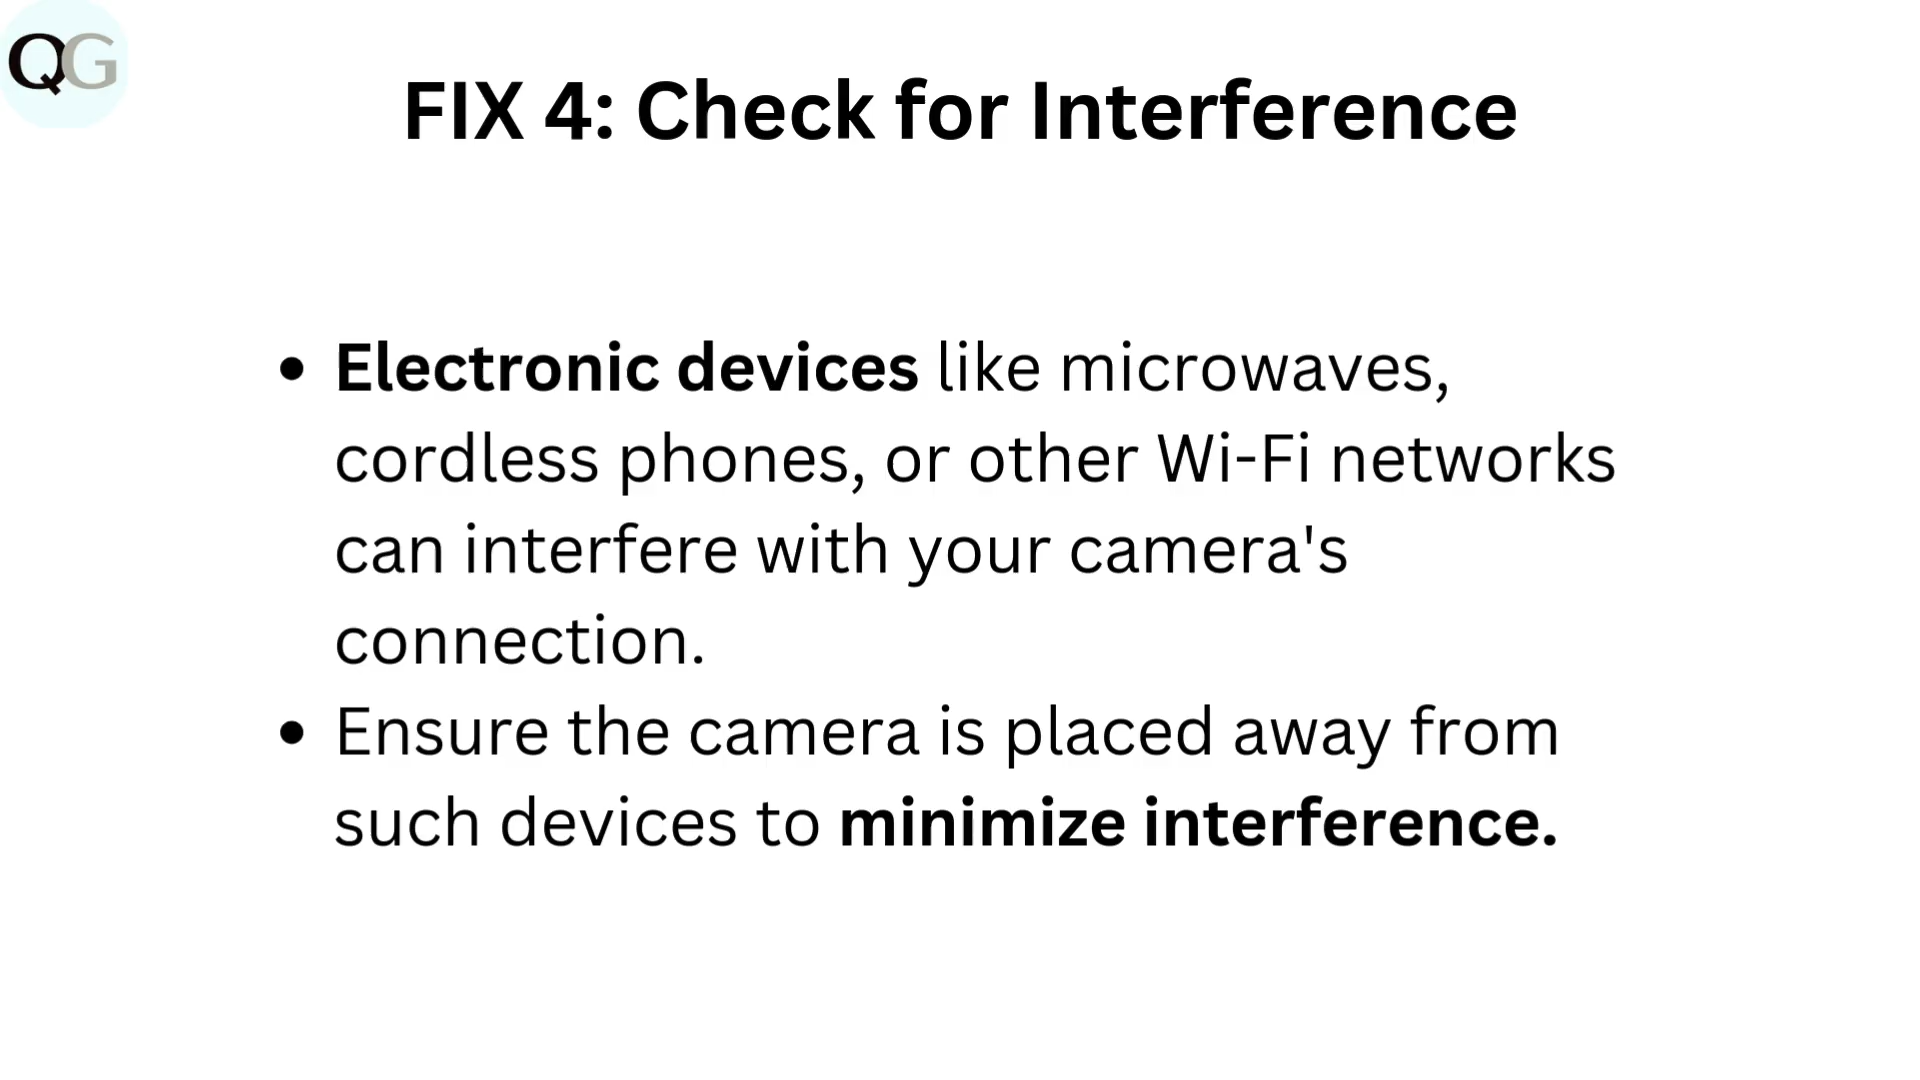 QG
FIX 4: Check for Interference
• Electronic devices like microwaves,
cordless phones, or other Wi-Fi networks
can interfere with your camera's
connection.
• Ensure the camera is placed away from
such devices to minimize interference.